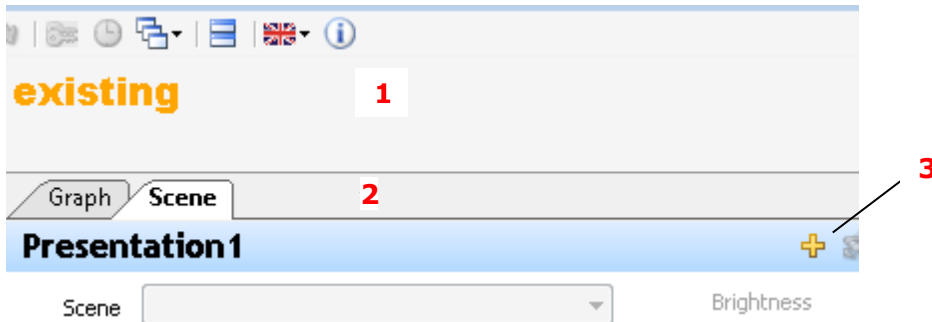 existing
1
3
Graph
Scene
2
Presentation1
Scene
Brightness